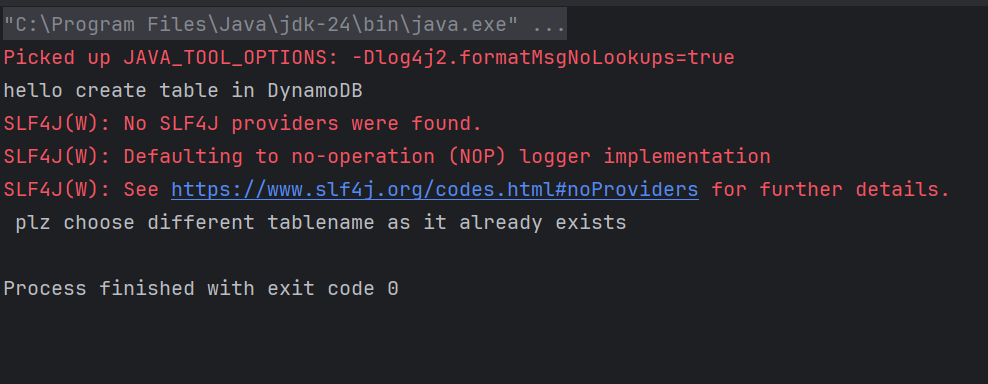 "C:\Program Files\Java\jdk-24\bin\java.exe" ...
Picked up JAVA_TOOL_OPTIONS: -Dlog4j2.formatMsgNoLookups=true
hello create table in DynamoDB
SLF4J(W): No SLF4J providers were found.
SLF4J(W): Defaulting to no-operation (NOP) logger implementation
SLF4J(W): See https://www.slf4j.org/codes.html#noProviders for further details.
 plz choose different tablename as it already exists
Process finished with exit code 0